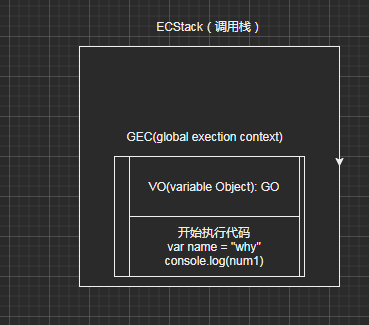 ECStack（调用栈）
GEC(global exection context)
VO(variable Object): GO
开始执行代码
var name = "why"
console.log(num1)